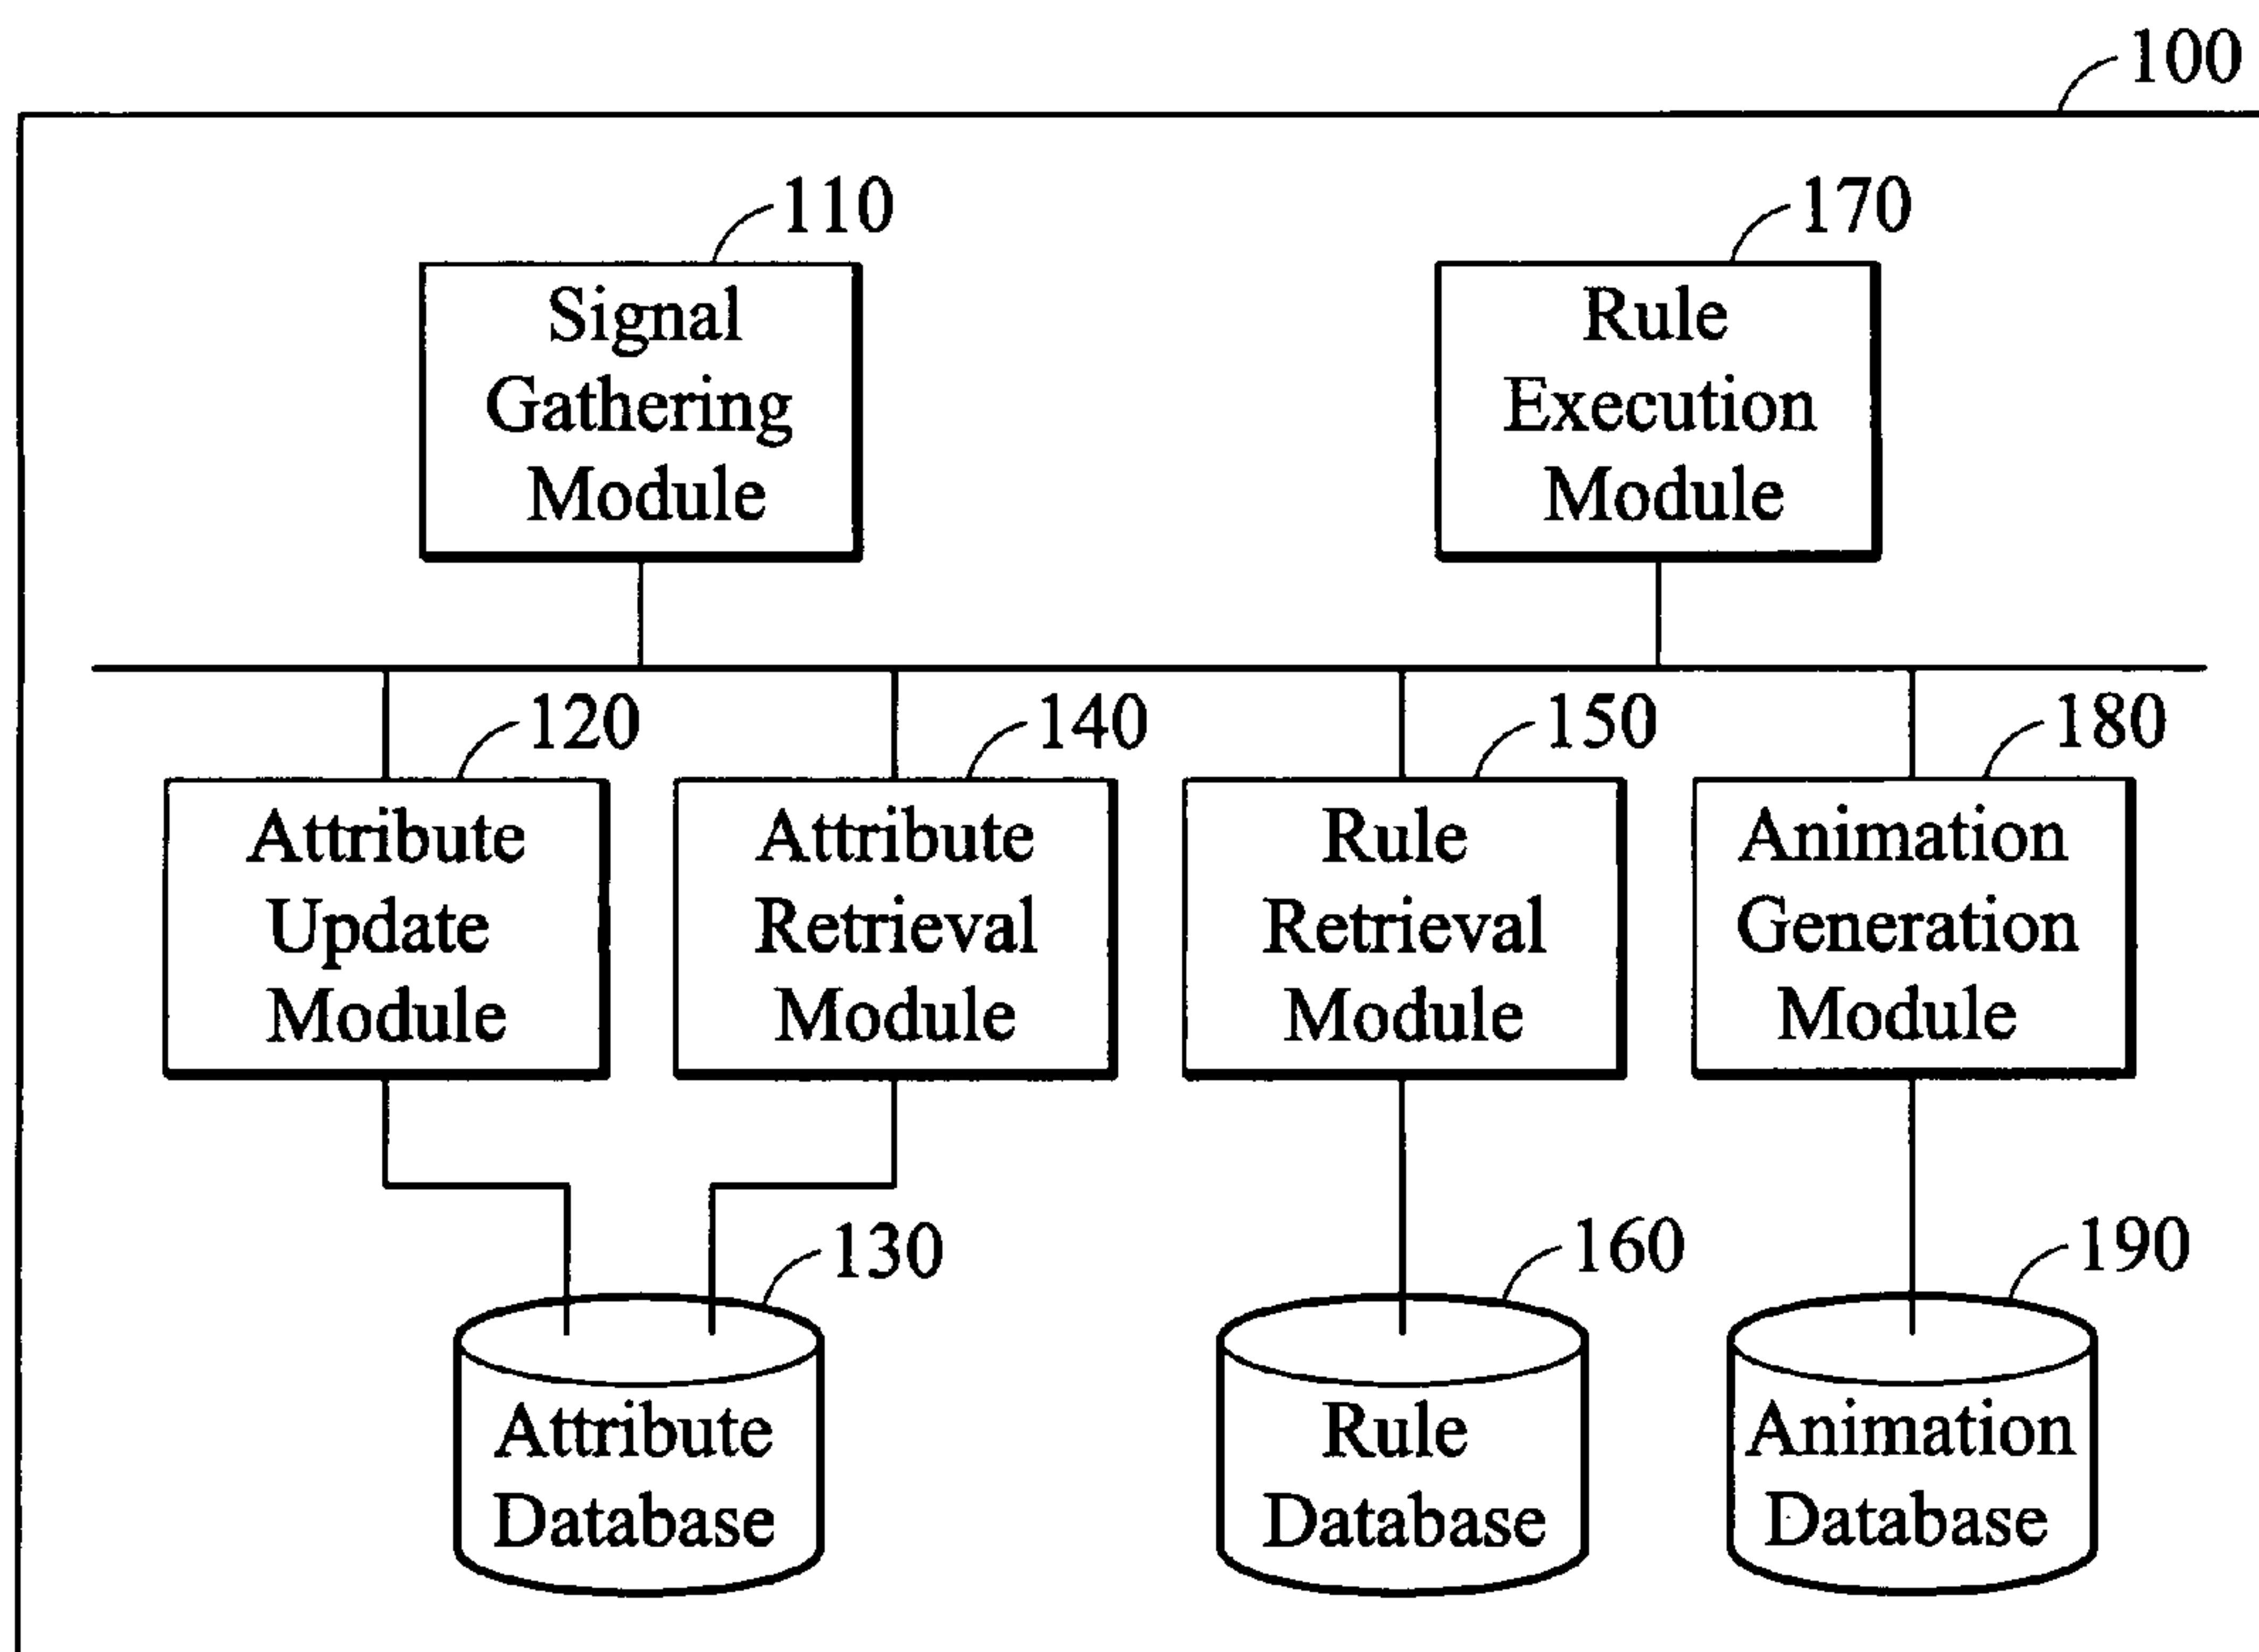 100
110
170
Signal
Gathering
Module
Rule
Execution
Module
120
140
150
180
Attribute
Update
Module
Attribute
Retrieval
Module
Rule
Retrieval
Module
Animation
Generation
Module
130
160
190
Attribute
Database
Rule
Database
Animation
Database